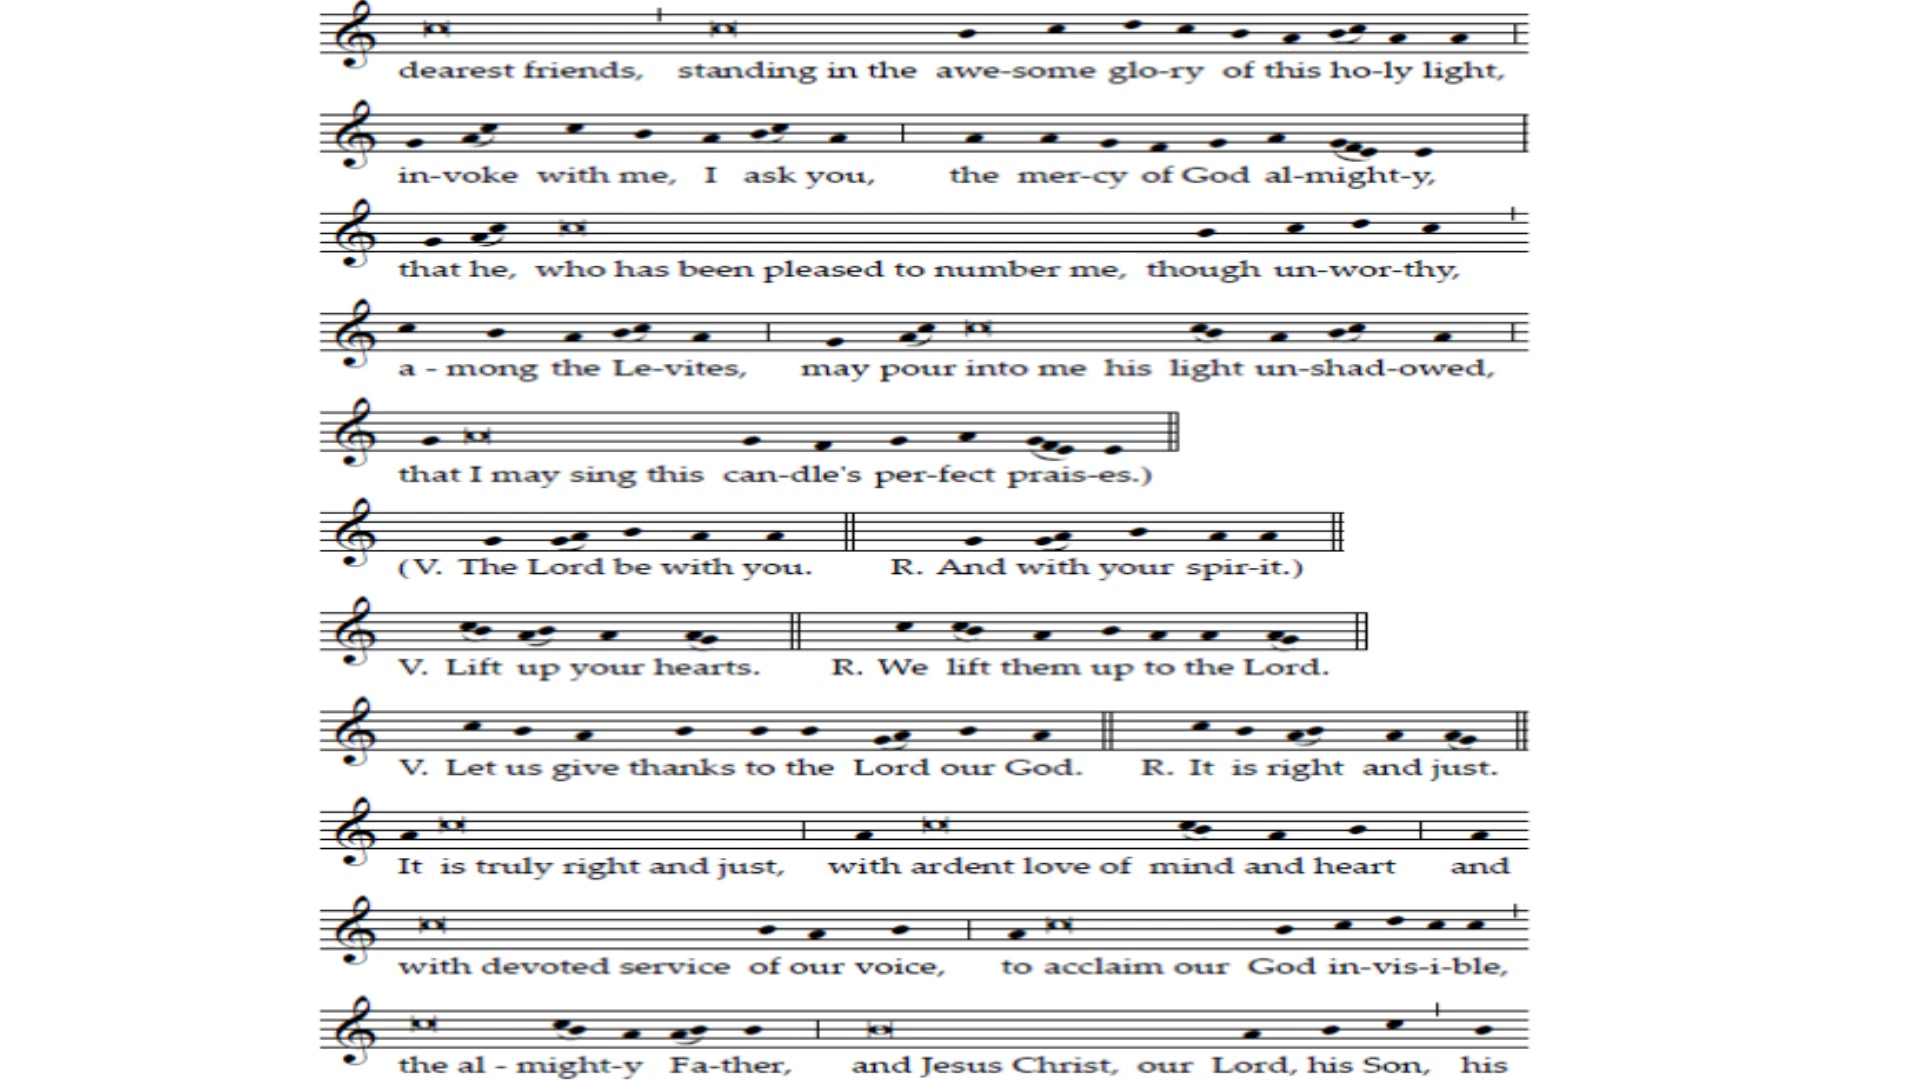 dearest friends, standing in the awe-some glo-ry of this ho-ly light,
in-voke with me, I ask you, the mer-cy of God al-might-y,
that he, who has been pleased to number me, though un-wor-thy,
a - mong the Le-vites, may pour into me his light un-shad-owed,
that I may sing this can-dle's per-fect prais-es.)
(V. The Lord be with you. R. And with your spir-it.)
V. Lift up your hearts. R. We lift them up to the Lord.
V. Let us give thanks to the Lord our God. R. It is right and just.
It is truly right and just, with ardent love of mind and heart and
with devoted service of our voice, to acclaim our God in-vis-i-ble,
the al - might-y Fa-ther, and Jesus Christ, our Lord, his Son, his